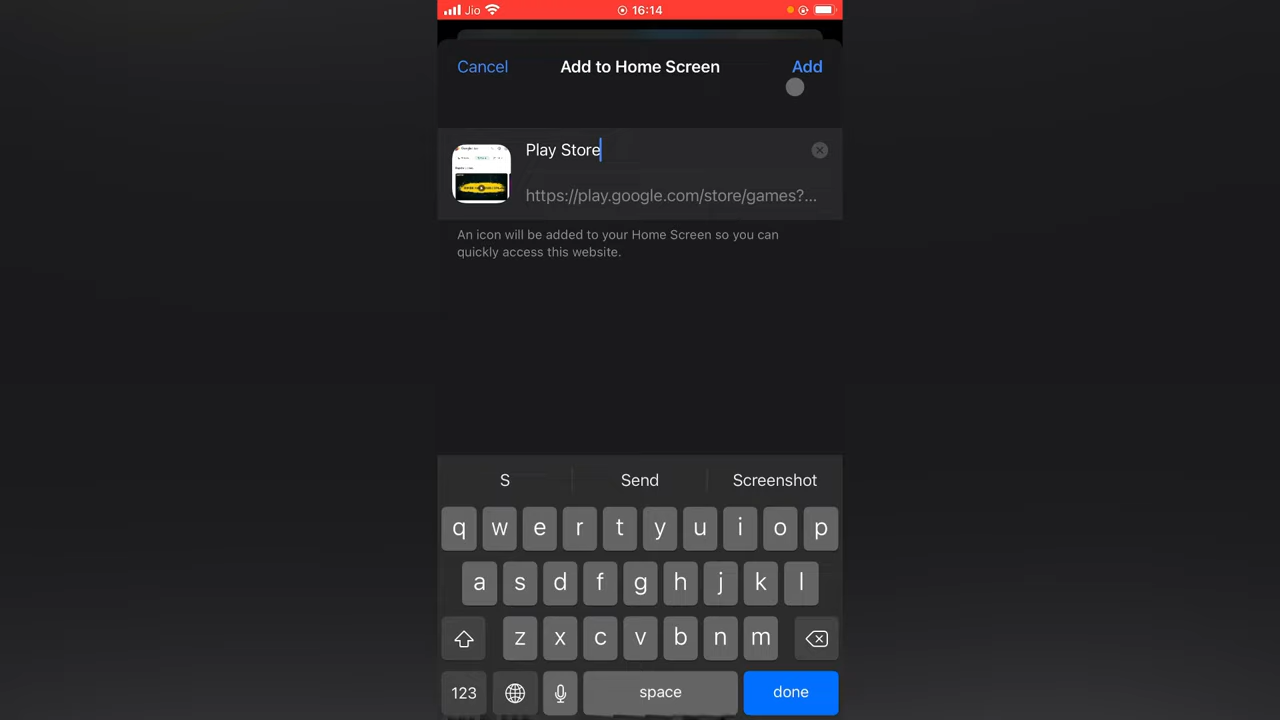 Jio 16:14
Cancel Add to Home Screen Add
Play Store
https://play.google.com/store/games?...
An icon will be added to your Home Screen so you can
quickly access this website.
S Send Screenshot
q w e r t y u i o p
a s d f g h j k l
z x c v b n m
123 space done